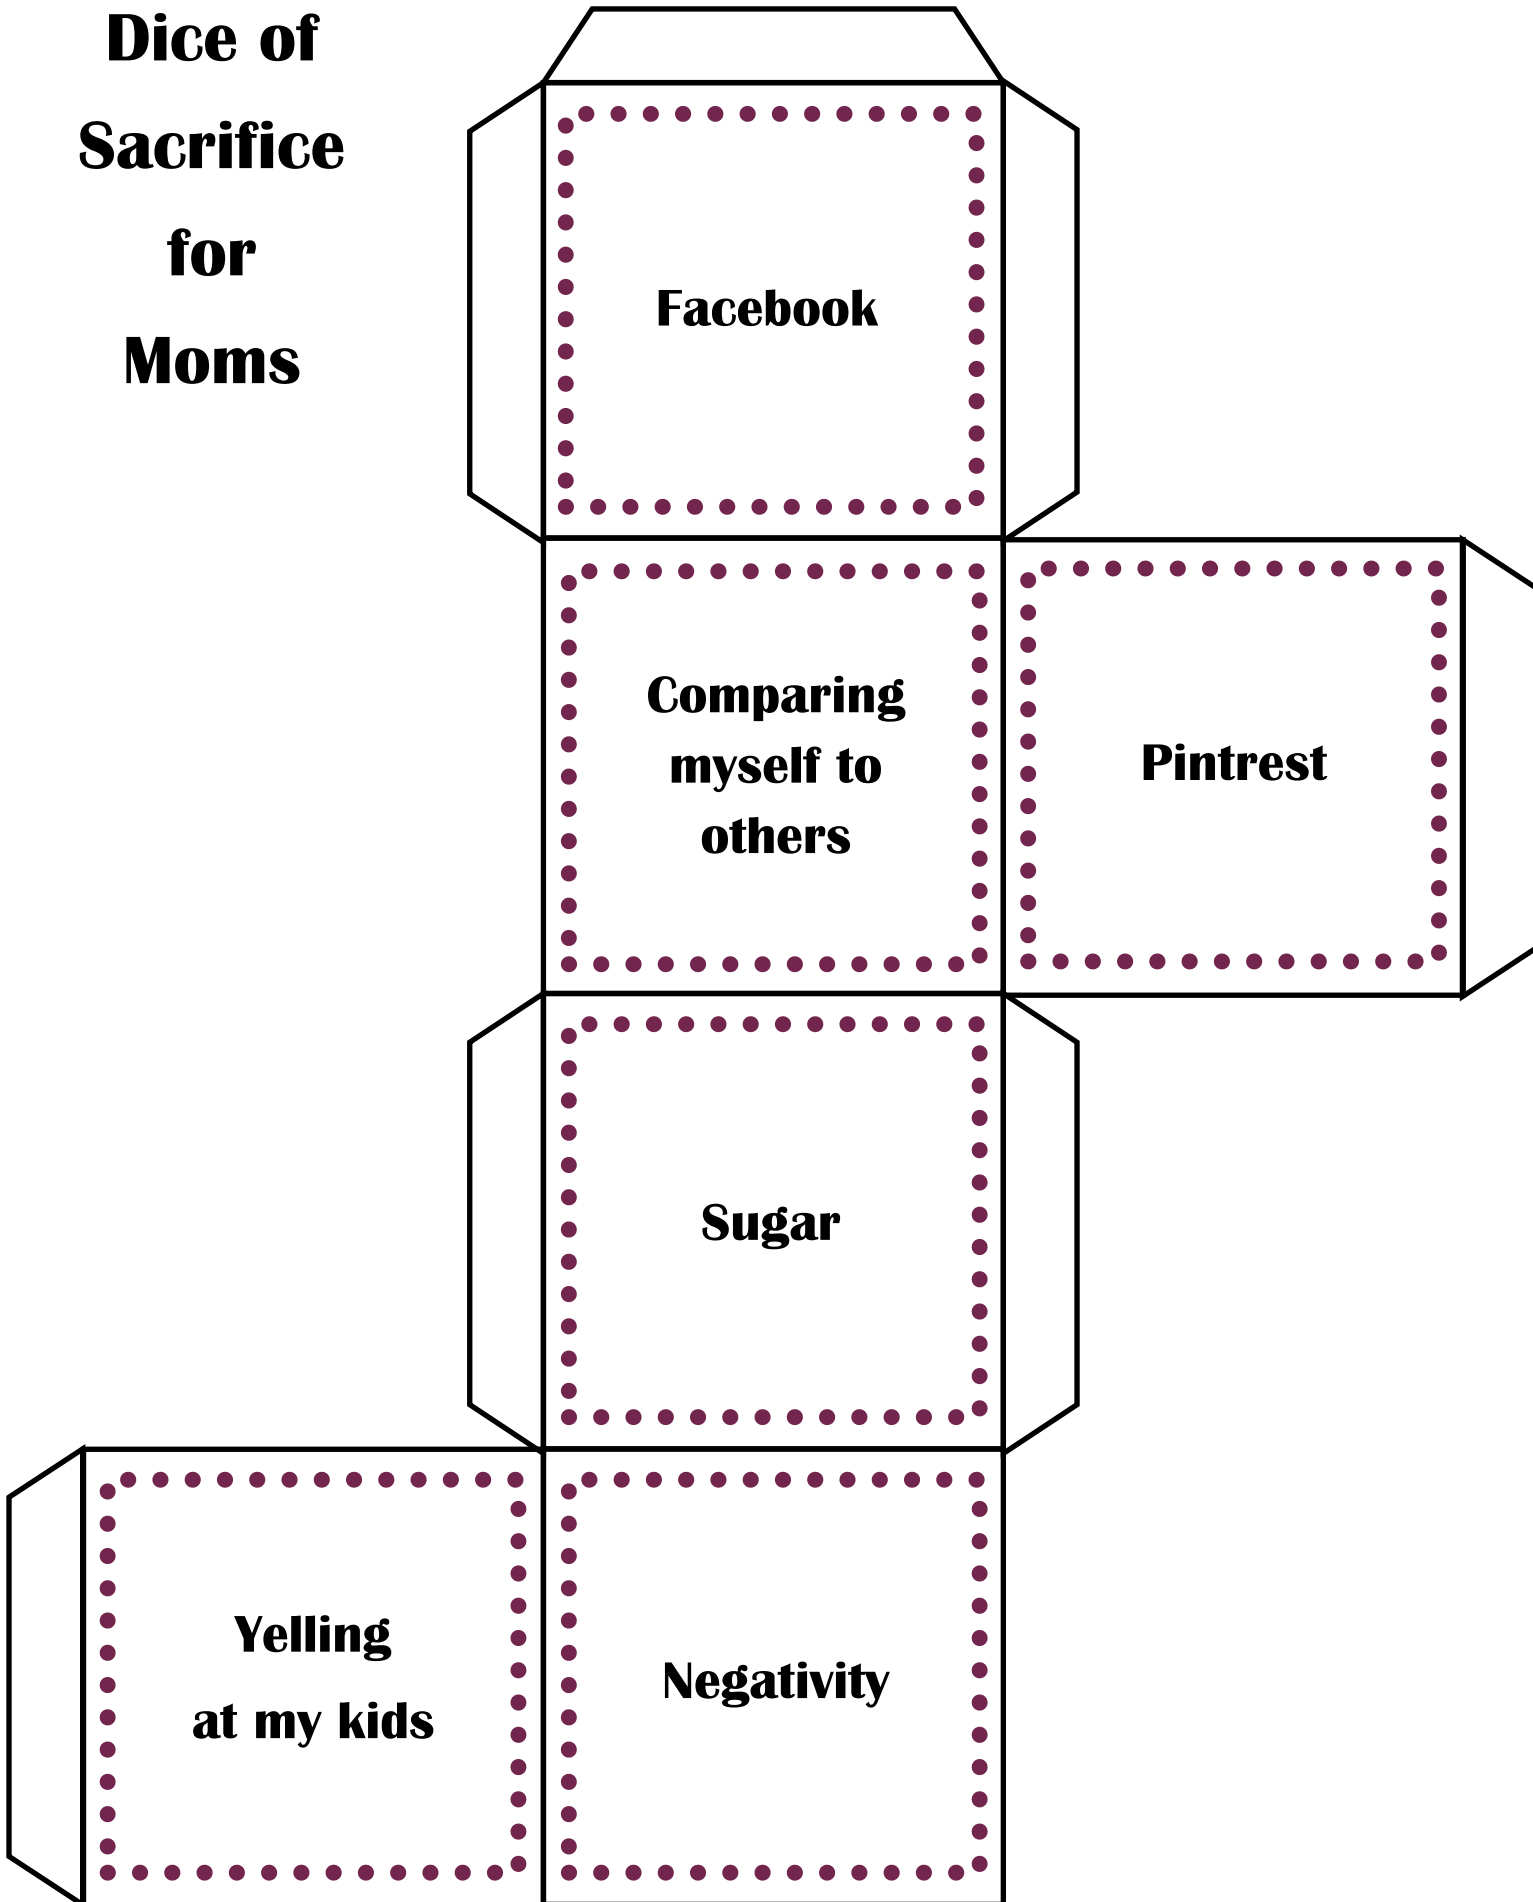 Dice of
Sacrifice
for
Moms
Facebook
Comparing
myself to
others
Pintrest
Sugar
Yelling
at my kids
Negativity